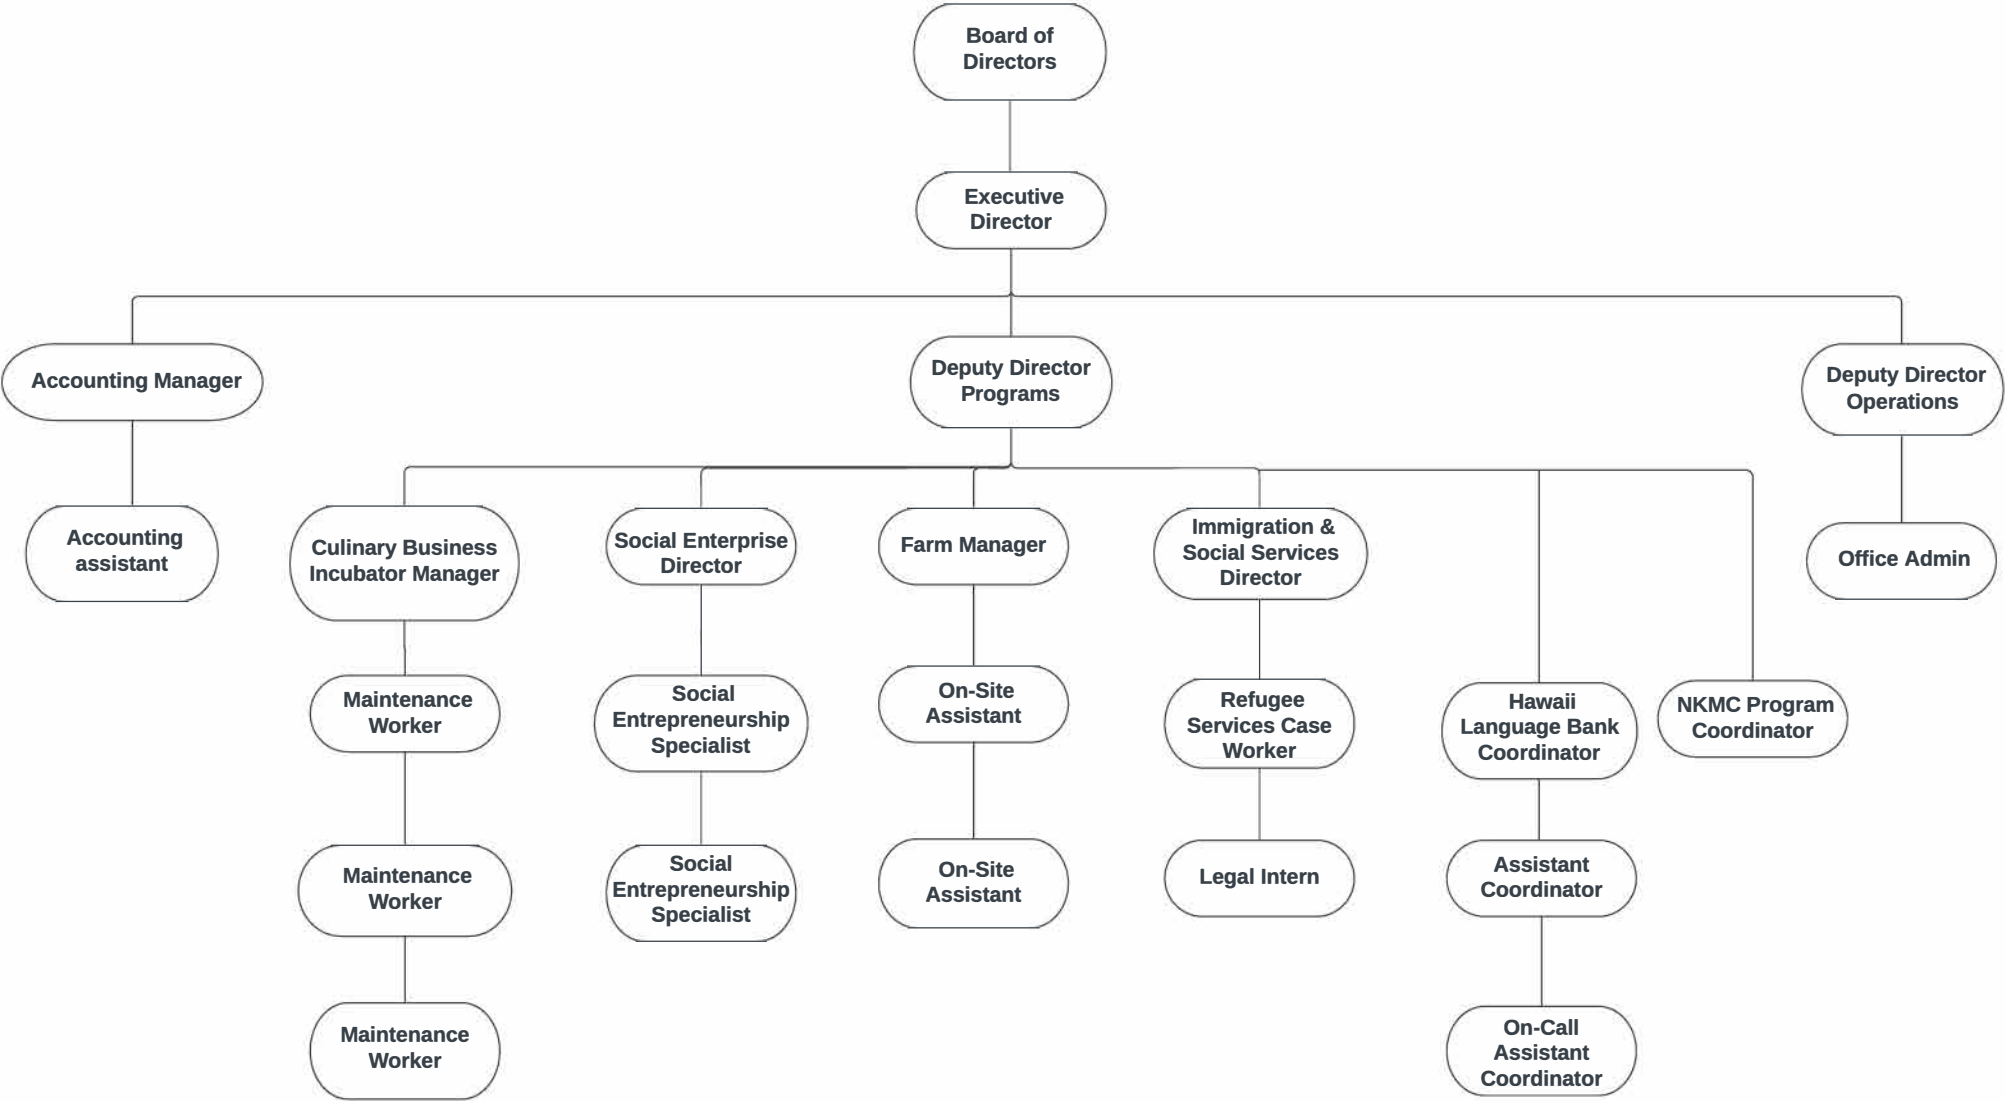 Board of
Directors
Executive
Director
Accounting Manager
Deputy Director
Programs
Deputy Director
Operations
Accounting
assistant
Culinary Business
Incubator Manager
Social Enterprise
Director
Farm Manager
Immigration &
Social Services
Director
Office Admin
Maintenance
Worker
Social
Entrepreneurship
Specialist
On-Site
Assistant
Refugee
Services Case
Worker
Hawaii
Language Bank
Coordinator
NKMC Program
Coordinator
Maintenance
Worker
Social
Entrepreneurship
Specialist
On-Site
Assistant
Legal Intern
Assistant
Coordinator
Maintenance
Worker
On-Call
Assistant
Coordinator